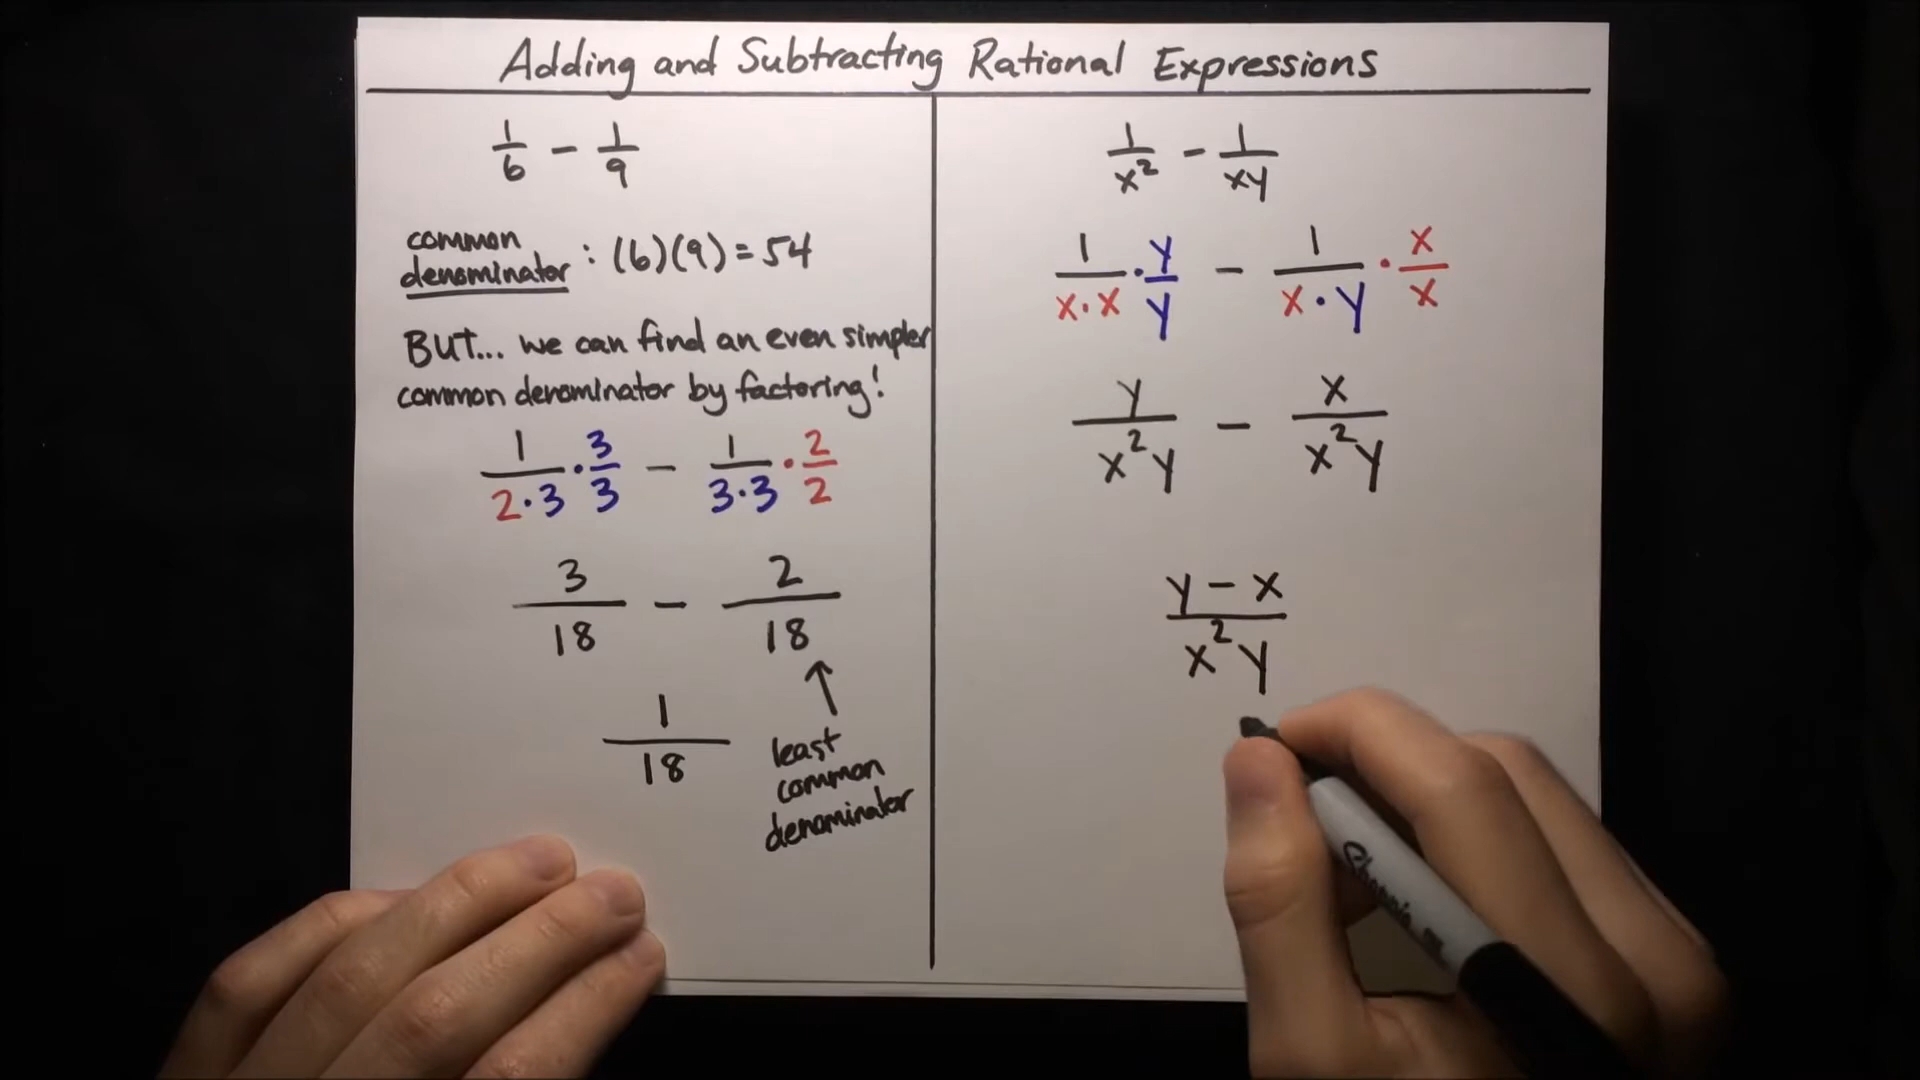 Adding and Subtracting Rational Expressions
1/6 - 1/9
common
denominator : (6)(9) = 54
BUT... we can find an even simpler
common denominator by factoring!
1/(2·3) · 3/3 - 1/(3·3) · 2/2
3/18 - 2/18
1/18
least
common
denominator
1/x² - 1/xy
1/(x·x) · y/y - 1/(x·y) · x/x
y/x²y - x/x²y
(y - x)/x²y
Sharpie